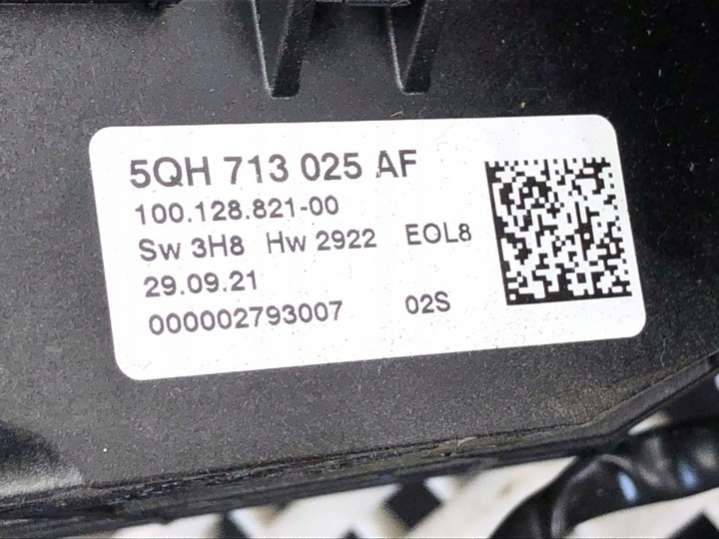 5QH 713 025 AF
100.128.821-00
Sw 3H8 Hw 2922 EOL8
29.09.21
000002793007 02S